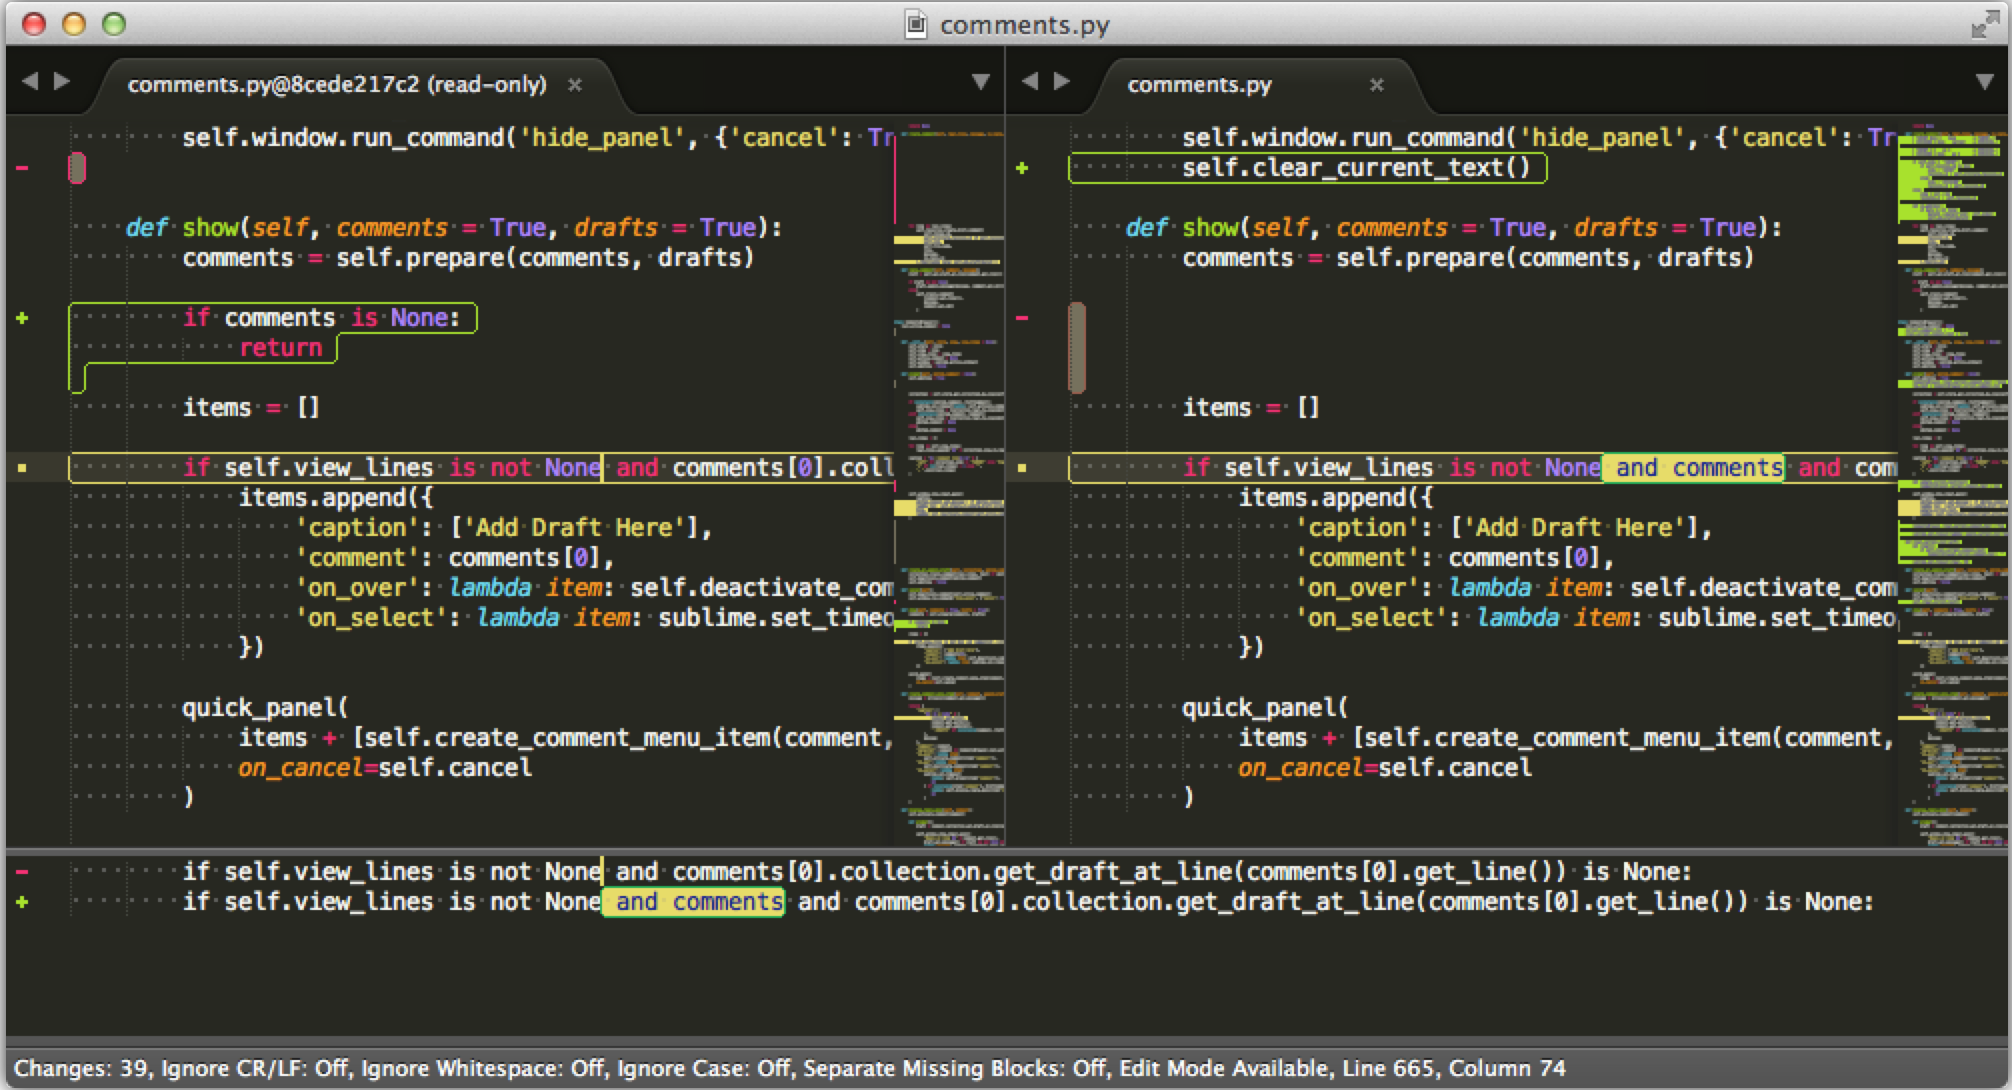 comments.py
comments.py@8cede217c2 (read-only)
self.window.run_command('hide_panel', {'cancel': Tr
def show(self, comments = True, drafts = True):
comments = self.prepare(comments, drafts)
if comments is None:
return
items = []
if self.view_lines is not None and comments[0].coll
items.append({
'caption': ['Add Draft Here'],
'comment': comments[0],
'on_over': lambda item: self.deactivate_com
'on_select': lambda item: sublime.set_timeo
})
quick_panel(
items + [self.create_comment_menu_item(comment,
on_cancel=self.cancel
)
comments.py
self.window.run_command('hide_panel', {'cancel': Tr
self.clear_current_text()
def show(self, comments = True, drafts = True):
comments = self.prepare(comments, drafts)
items = []
if self.view_lines is not None and comments and com
items.append({
'caption': ['Add Draft Here'],
'comment': comments[0],
'on_over': lambda item: self.deactivate_com
'on_select': lambda item: sublime.set_timeo
})
quick_panel(
items + [self.create_comment_menu_item(comment,
on_cancel=self.cancel
)
- if self.view_lines is not None and comments[0].collection.get_draft_at_line(comments[0].get_line()) is None:
+ if self.view_lines is not None and comments and comments[0].collection.get_draft_at_line(comments[0].get_line()) is None:
Changes: 39, Ignore CR/LF: Off, Ignore Whitespace: Off, Ignore Case: Off, Separate Missing Blocks: Off, Edit Mode Available, Line 665, Column 74